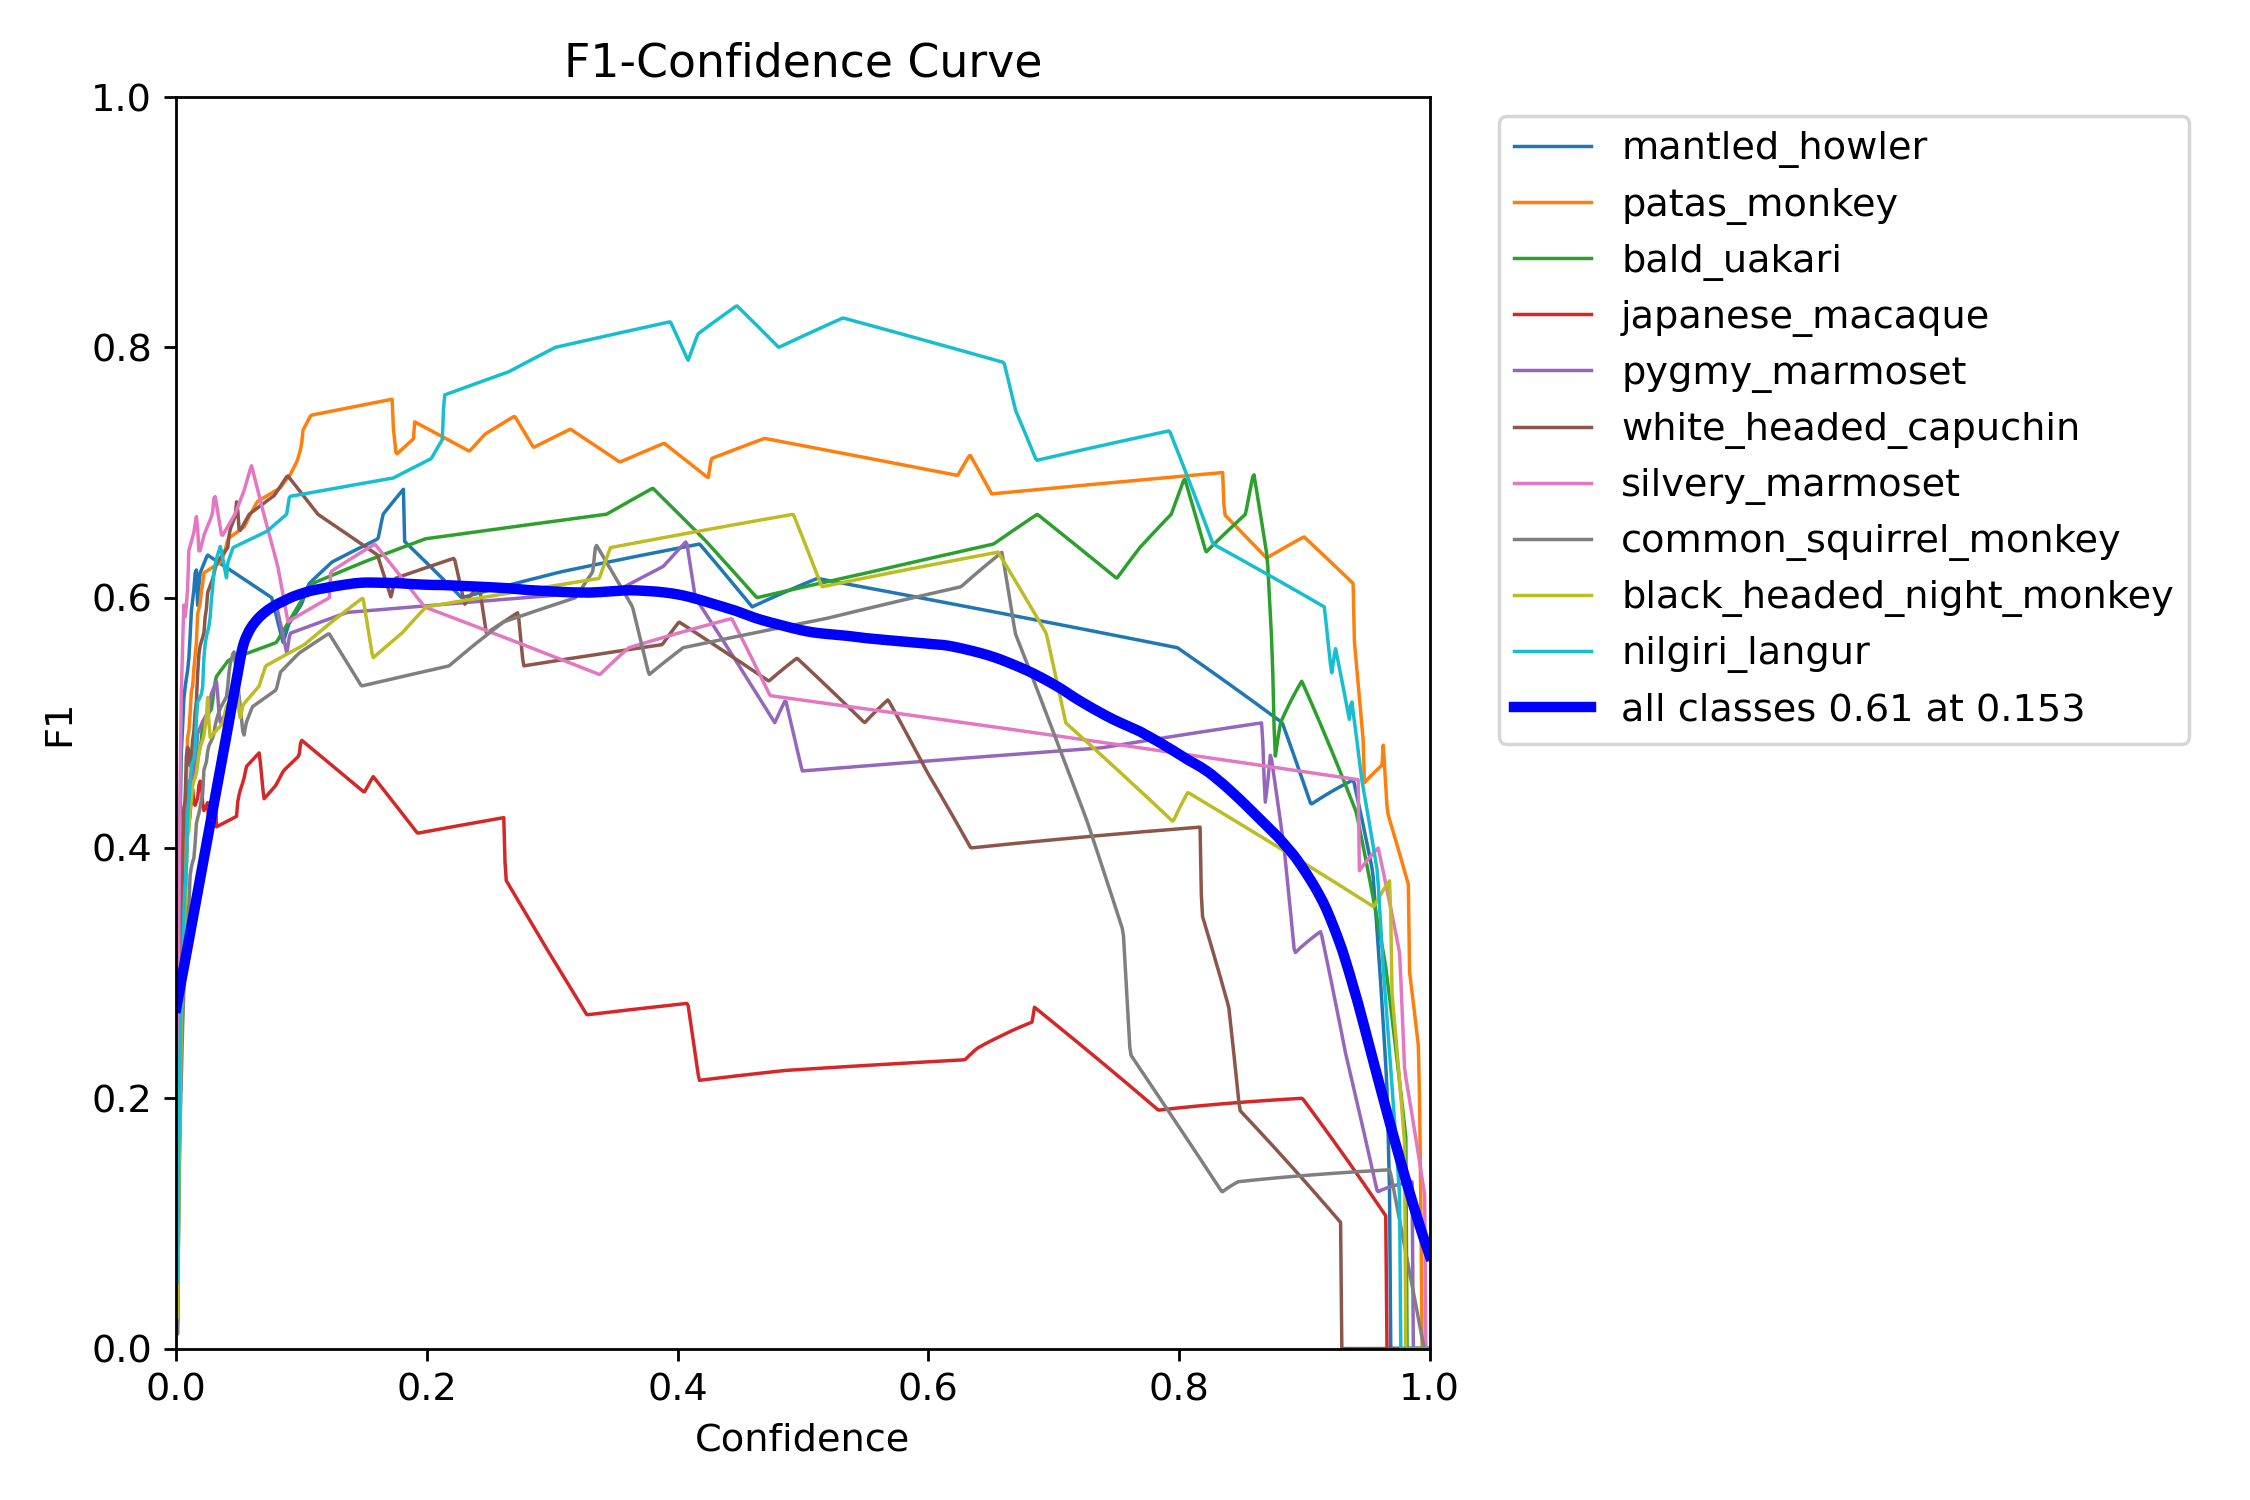 F1-Confidence Curve
1.0
0.8
0.6
0.4
0.2
0.0
F1
0.0 0.2 0.4 0.6 0.8 1.0
Confidence
mantled_howler
patas_monkey
bald_uakari
japanese_macaque
pygmy_marmoset
white_headed_capuchin
silvery_marmoset
common_squirrel_monkey
black_headed_night_monkey
nilgiri_langur
all classes 0.61 at 0.153